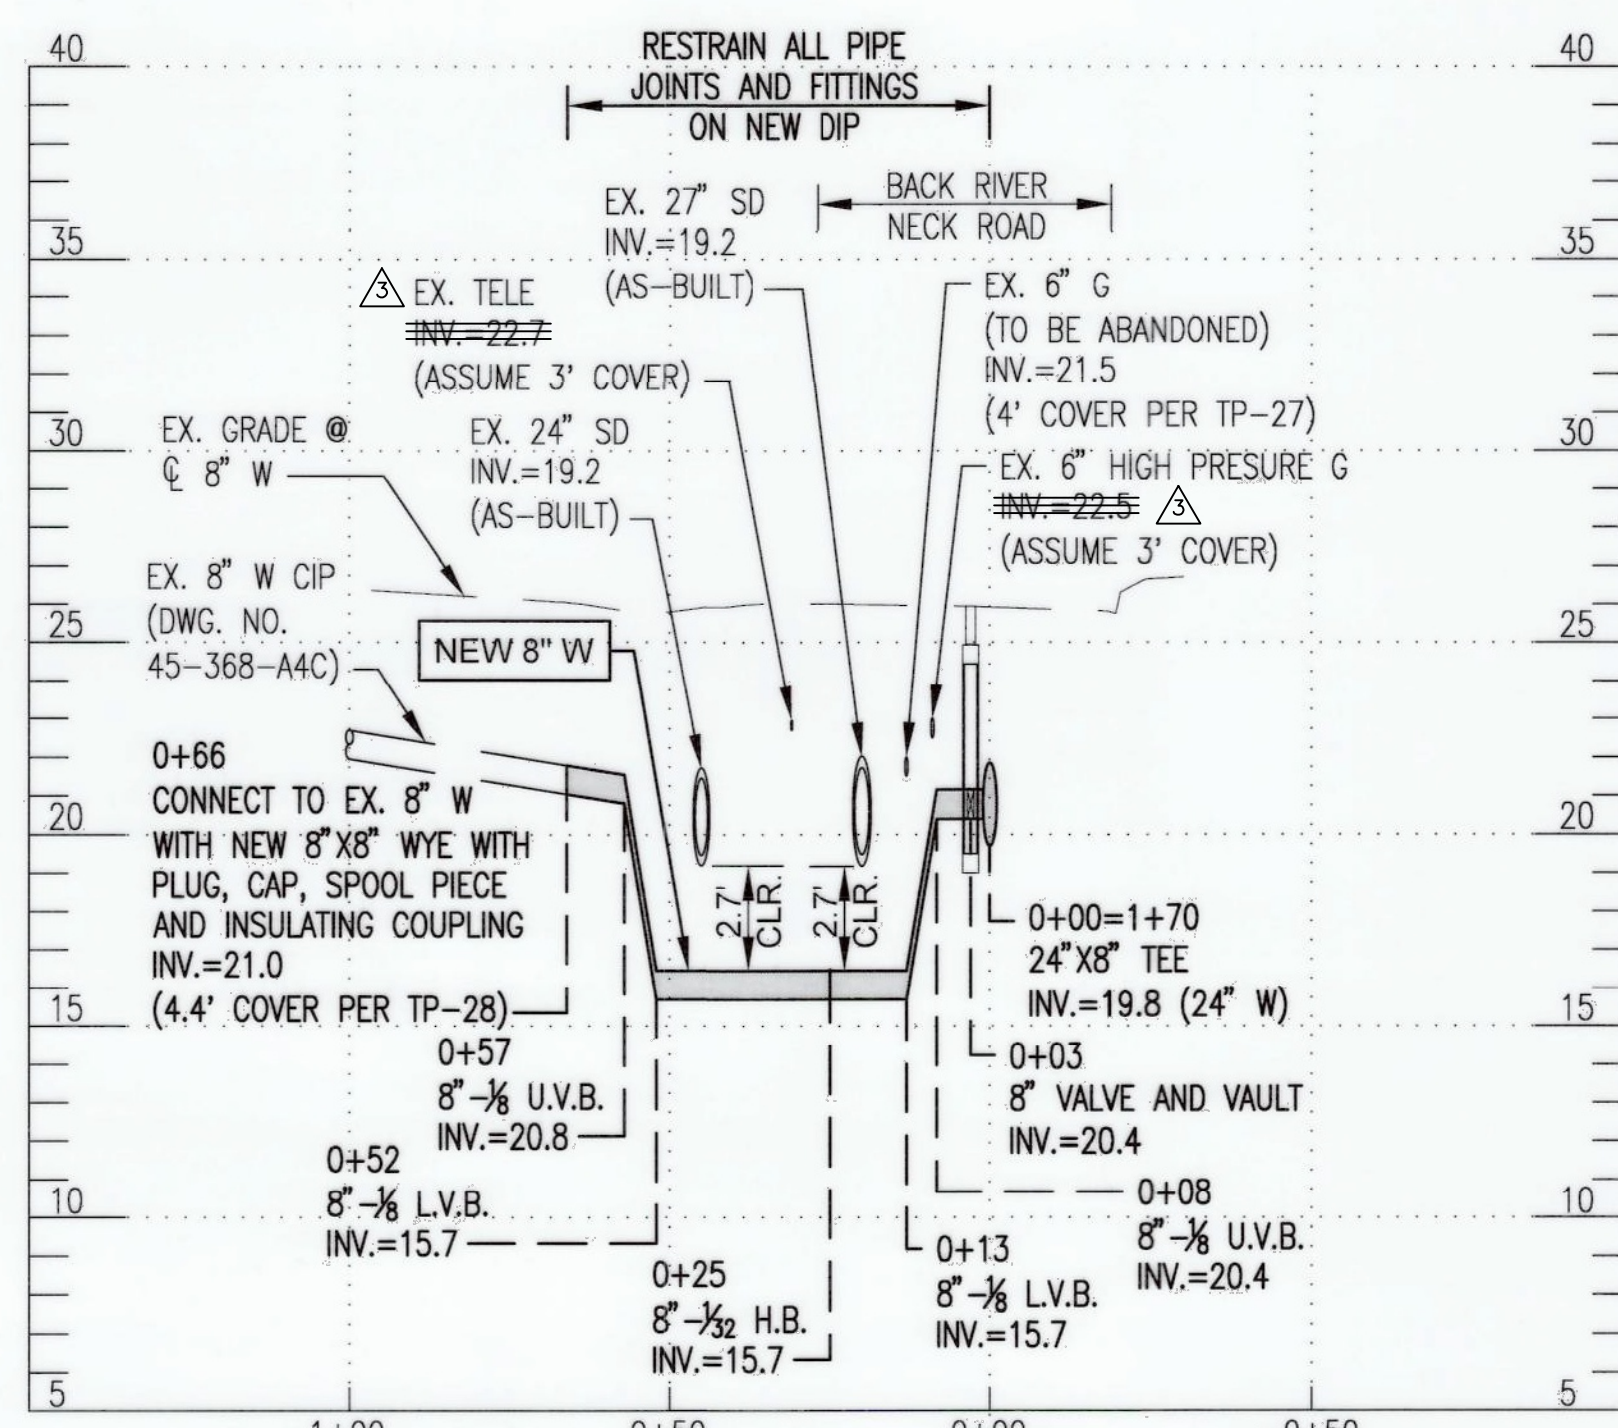 40
40
RESTRAIN ALL PIPE
JOINTS AND FITTINGS
ON NEW DIP
EX. 27" SD
INV.=19.2
(AS-BUILT)
BACK RIVER
NECK ROAD
35
35
3
EX. TELE
INV.=22.7
(ASSUME 3' COVER)
EX. 6" G
(TO BE ABANDONED)
INV.=21.5
(4' COVER PER TP-27)
30
30
EX. GRADE @
℄ 8" W
EX. 24" SD
INV.=19.2
(AS-BUILT)
EX. 6" HIGH PRESURE G
INV.=22.5
3
(ASSUME 3' COVER)
EX. 8" W CIP
(DWG. NO.
45-368-A4C)
25
25
NEW 8" W
0+66
CONNECT TO EX. 8" W
WITH NEW 8"X8" WYE WITH
PLUG, CAP, SPOOL PIECE
AND INSULATING COUPLING
INV.=21.0
(4.4' COVER PER TP-28)
20
20
2.7'
CLR.
2.7'
CLR.
0+00=1+70
24"X8" TEE
INV.=19.8 (24" W)
15
15
0+57
8"-⅛ U.V.B.
INV.=20.8
0+03
8" VALVE AND VAULT
INV.=20.4
0+52
8"-⅛ L.V.B.
INV.=15.7
10
10
0+08
8"-⅛ U.V.B.
INV.=20.4
0+25
8"-1/32 H.B.
INV.=15.7
0+13
8"-⅛ L.V.B.
INV.=15.7
5
5
1+00
0+50
0+00
0+50